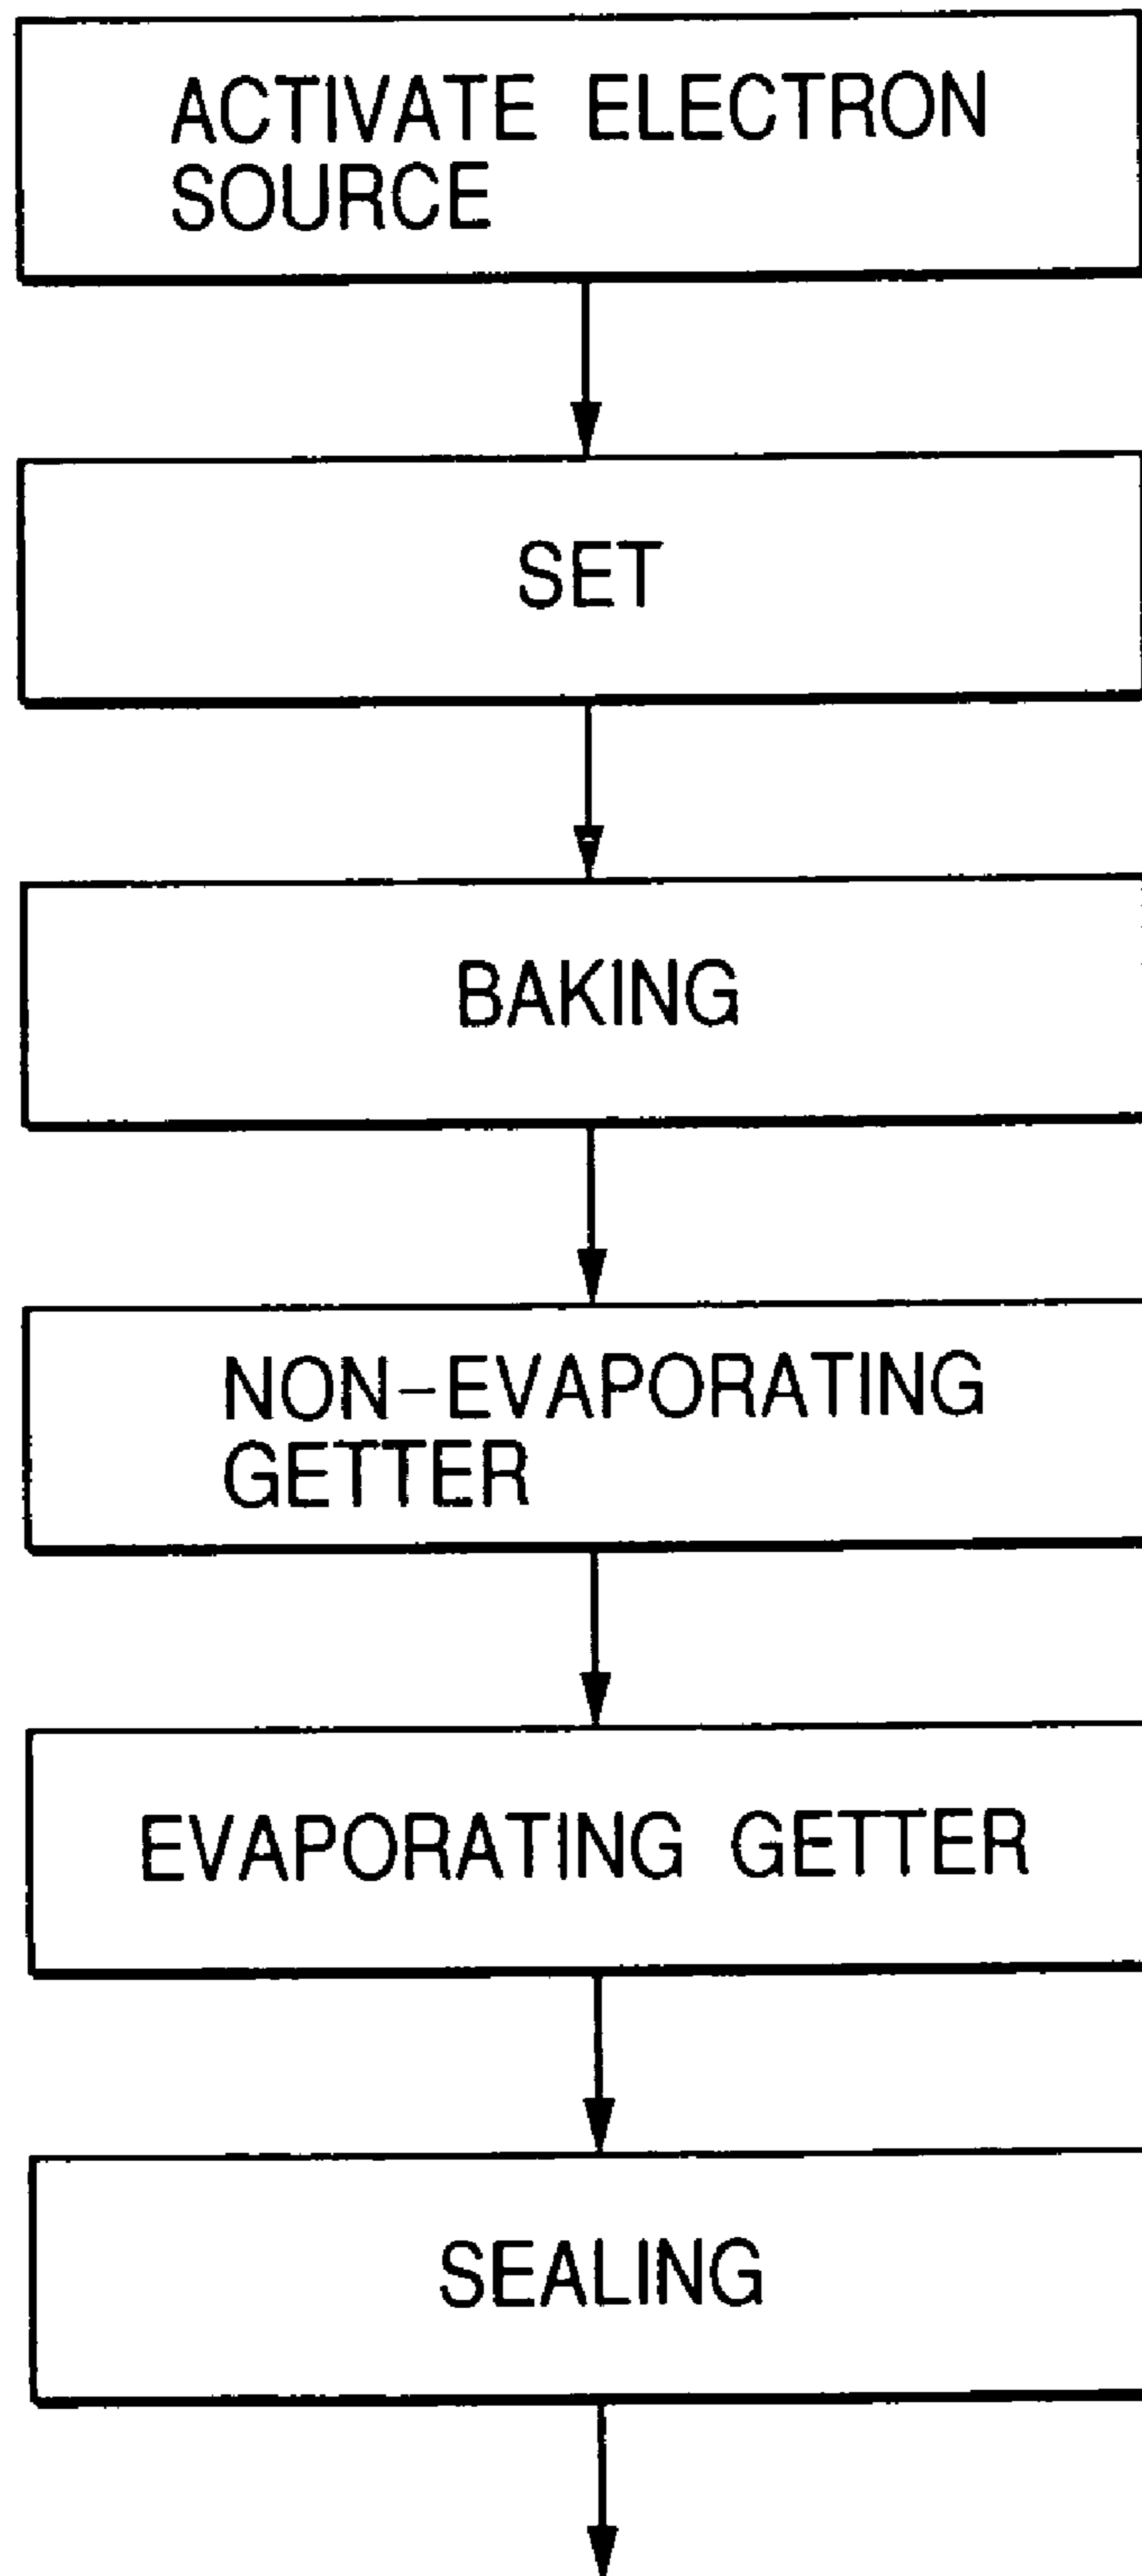 ACTIVATE ELECTRON
SOURCE
SET
BAKING
NON-EVAPORATING
GETTER
EVAPORATING GETTER
SEALING